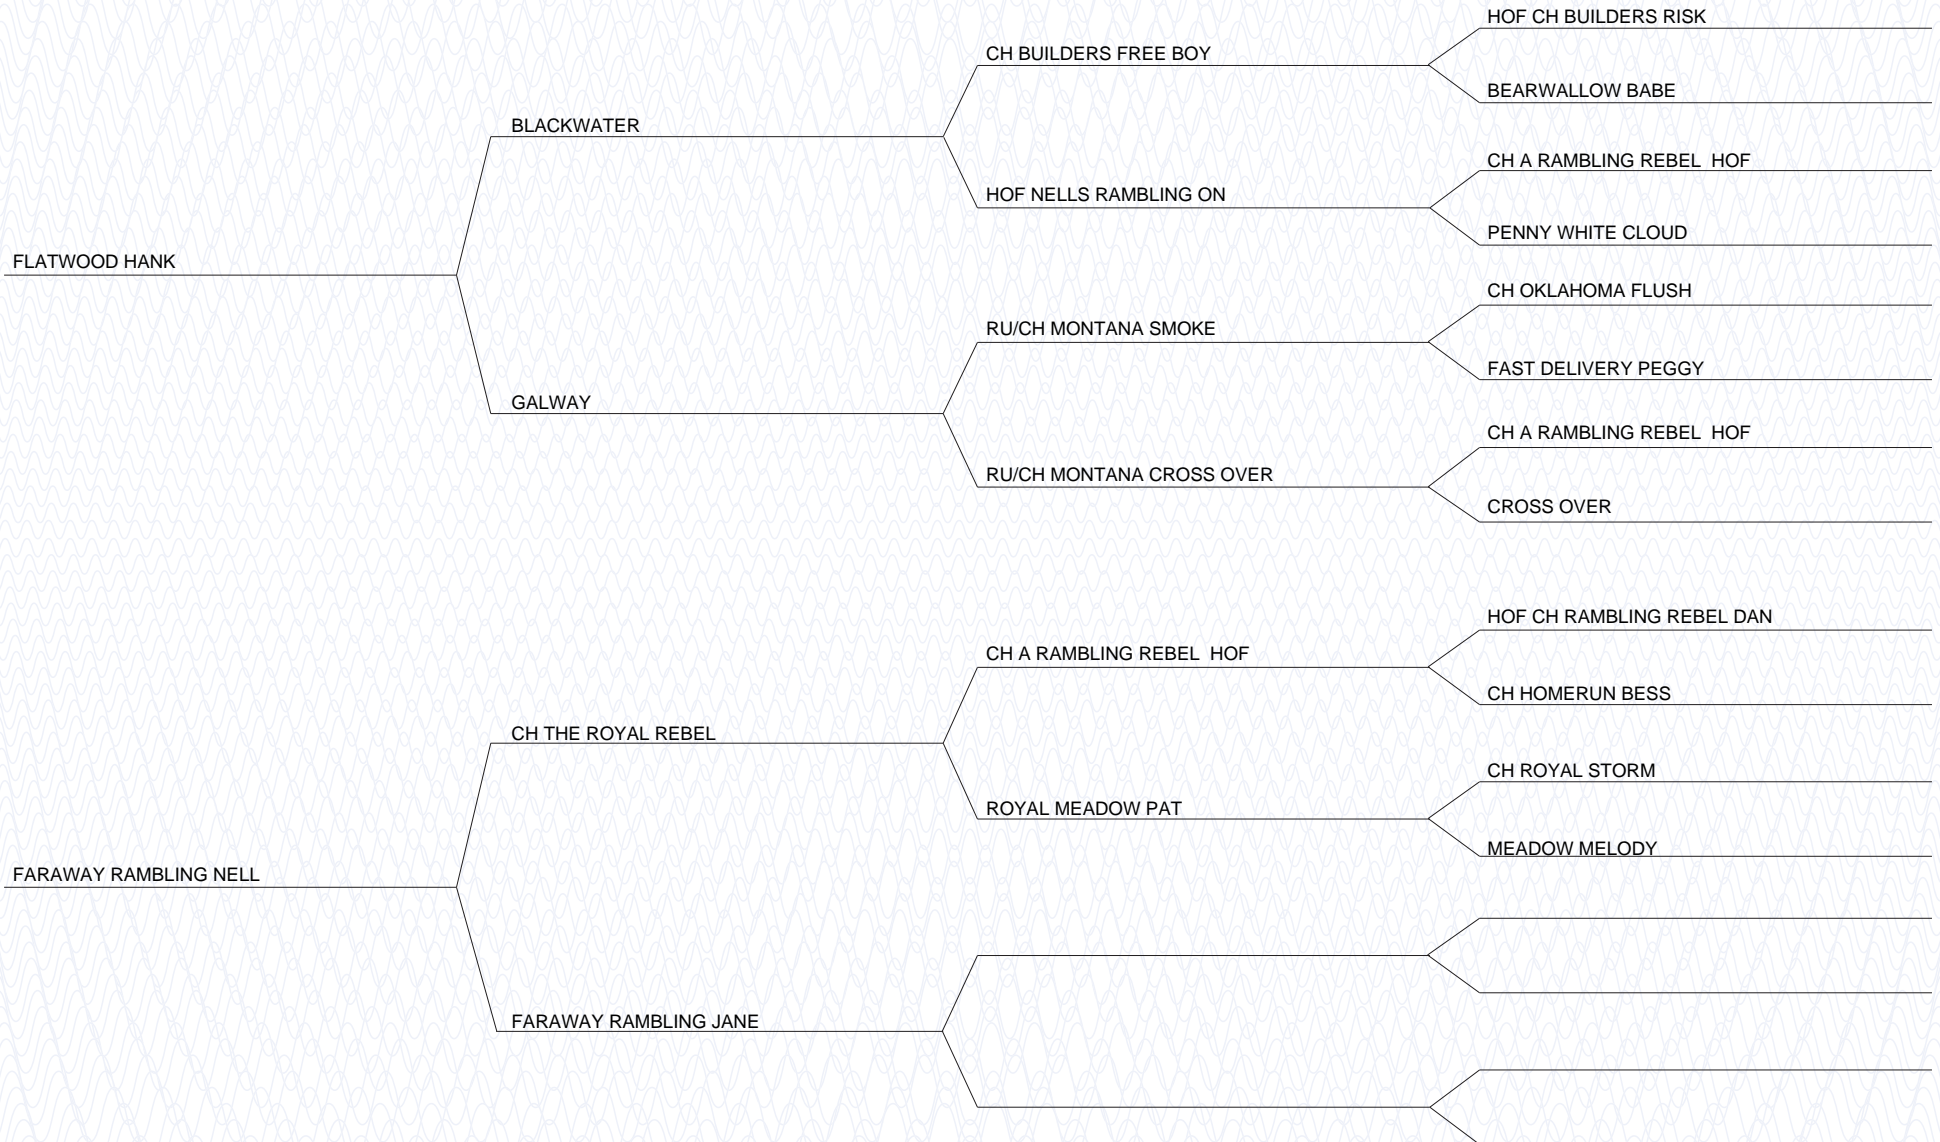 HOF CH BUILDERS RISK
CH BUILDERS FREE BOY
BEARWALLOW BABE
BLACKWATER
CH A RAMBLING REBEL  HOF
HOF NELLS RAMBLING ON
PENNY WHITE CLOUD
FLATWOOD HANK
CH OKLAHOMA FLUSH
RU/CH MONTANA SMOKE
FAST DELIVERY PEGGY
GALWAY
CH A RAMBLING REBEL  HOF
RU/CH MONTANA CROSS OVER
CROSS OVER
HOF CH RAMBLING REBEL DAN
CH A RAMBLING REBEL  HOF
CH HOMERUN BESS
CH THE ROYAL REBEL
CH ROYAL STORM
ROYAL MEADOW PAT
MEADOW MELODY
FARAWAY RAMBLING NELL
FARAWAY RAMBLING JANE